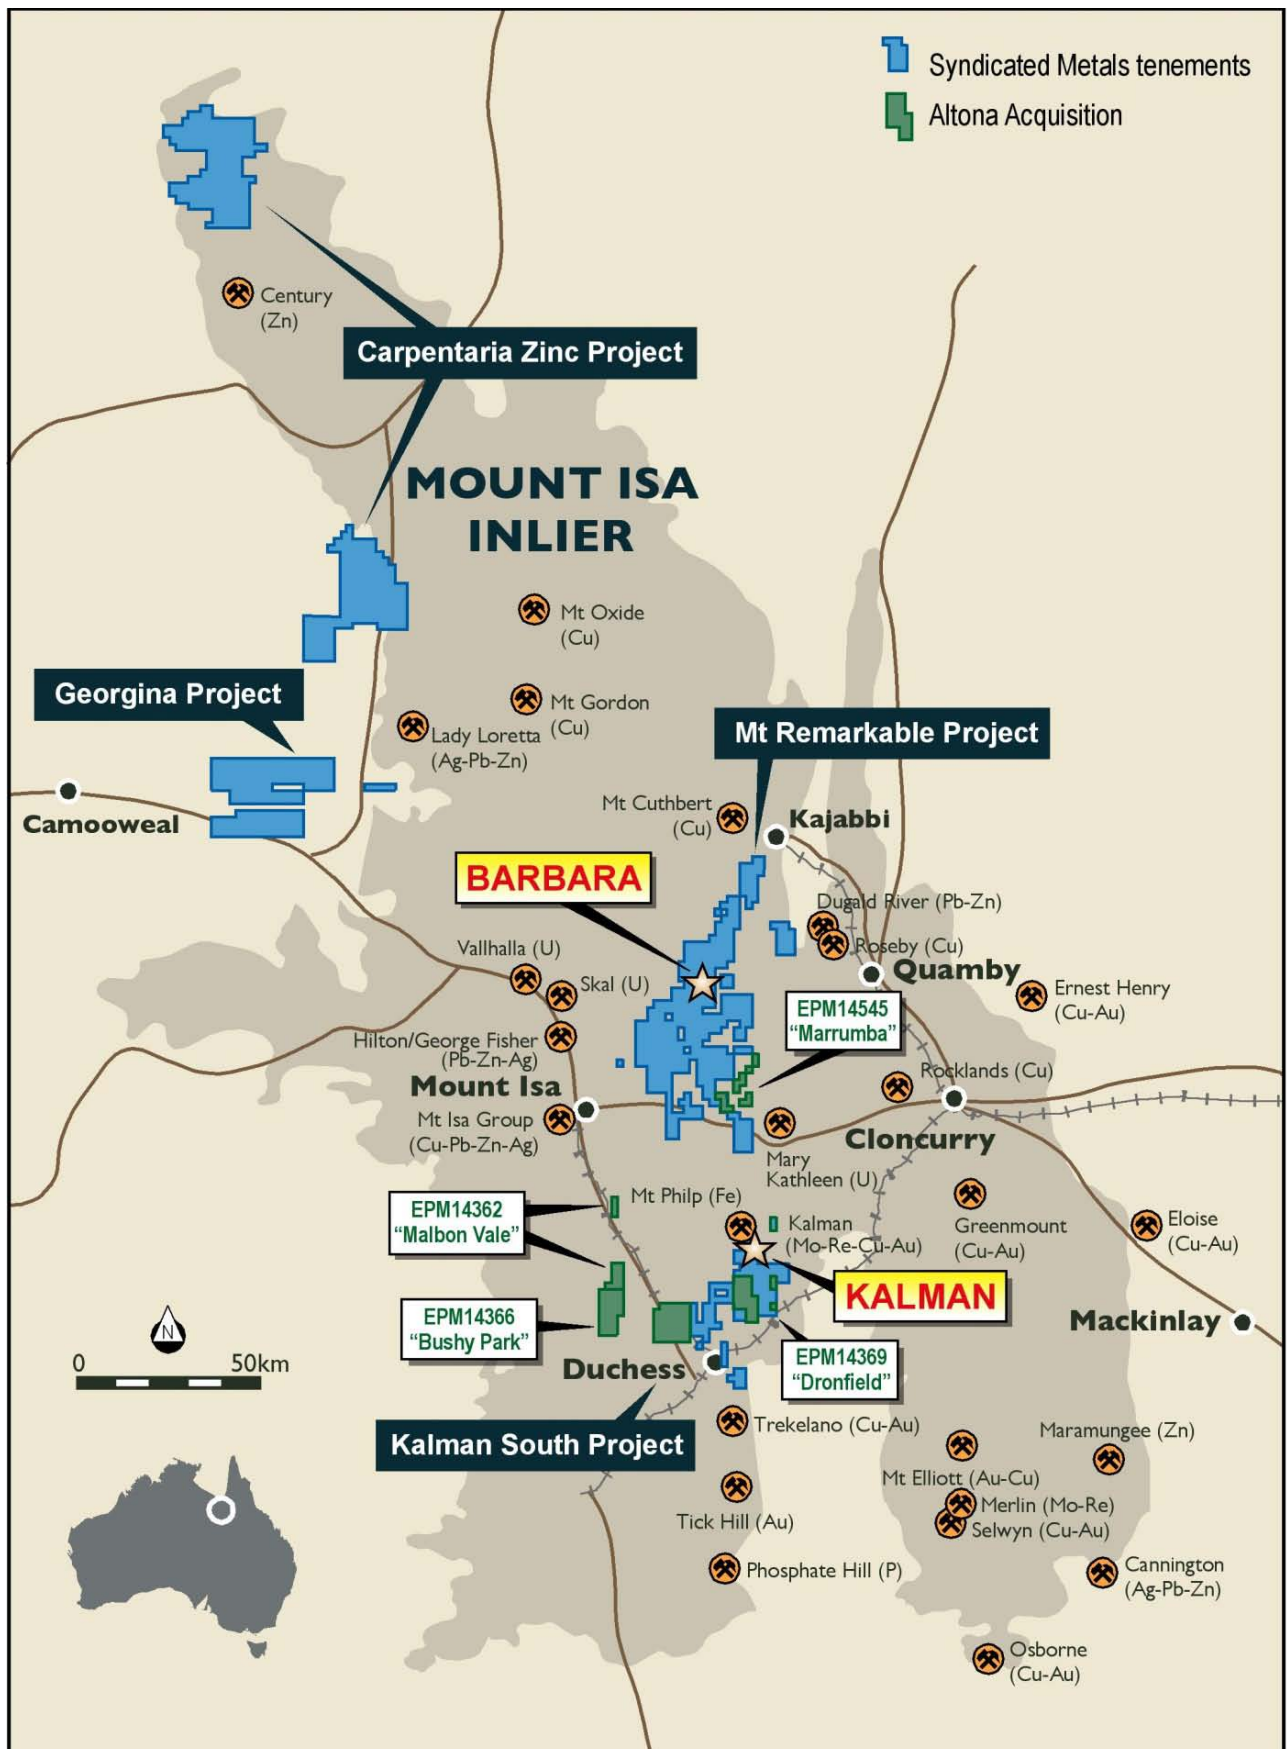 Syndicated Metals tenements
Altona Acquisition
Century
(Zn)
Carpentaria Zinc Project
MOUNT ISA
INLIER
Mt Oxide
(Cu)
Georgina Project
Mt Gordon
(Cu)
Lady Loretta
(Ag-Pb-Zn)
Mt Remarkable Project
Camooweal
Mt Cuthbert
(Cu)
Kajabbi
BARBARA
Dugald River (Pb-Zn)
Roseby (Cu)
Vallhalla (U)
Skal (U)
Quamby
Ernest Henry
(Cu-Au)
EPM14545
“Marrumba”
Hilton/George Fisher
(Pb-Zn-Ag)
Rocklands (Cu)
Mount Isa
Mt Isa Group
(Cu-Pb-Zn-Ag)
Cloncurry
Mary
Kathleen (U)
Mt Philp (Fe)
EPM14362
“Malbon Vale”
Kalman
(Mo-Re-Cu-Au)
Greenmount
(Cu-Au)
Eloise
(Cu-Au)
KALMAN
EPM14366
“Bushy Park”
Mackinlay
N
0 50km
Duchess
EPM14369
“Dronfield”
Kalman South Project
Trekelano (Cu-Au)
Maramungee (Zn)
Mt Elliott (Au-Cu)
Merlin (Mo-Re)
Selwyn (Cu-Au)
Tick Hill (Au)
Phosphate Hill (P)
Cannington
(Ag-Pb-Zn)
Osborne
(Cu-Au)